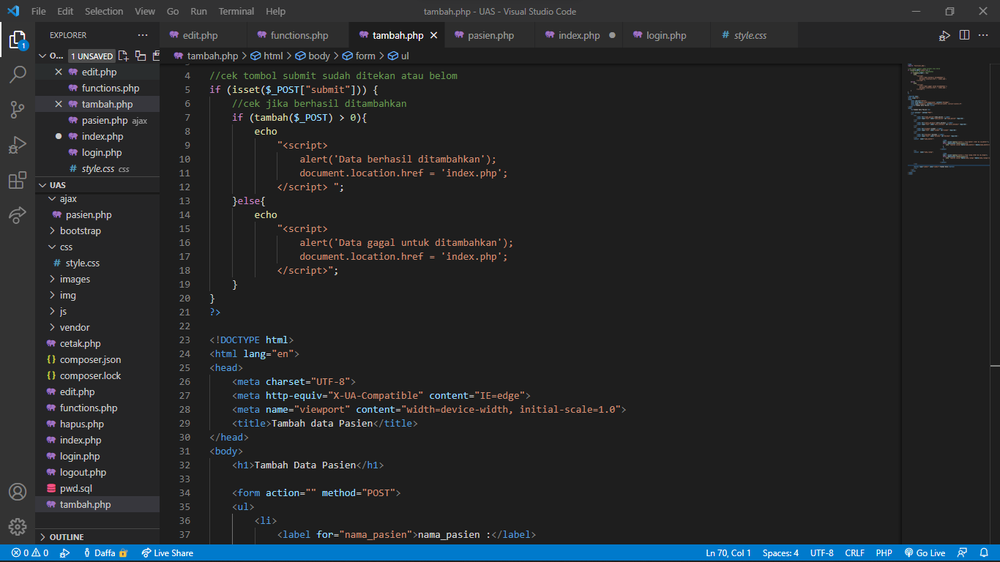 File Edit Selection View Go Run Terminal Help
tambah.php - UAS - Visual Studio Code
EXPLORER
edit.php functions.php tambah.php pasien.php index.php login.php style.css
O... 1 UNSAVED
tambah.php > html > body > form > ul
1
edit.php
functions.php
tambah.php
pasien.php ajax
index.php
login.php
# style.css css
UAS
ajax
pasien.php
bootstrap
css
# style.css
images
img
js
vendor
cetak.php
{} composer.json
{} composer.lock
edit.php
functions.php
hapus.php
index.php
login.php
logout.php
pwd.sql
tambah.php
OUTLINE
4 //cek tombol submit sudah ditekan atau belom
5 if (isset($_POST["submit"])) {
6 //cek jika berhasil ditambahkan
7 if (tambah($_POST) > 0){
8 echo
9 "<script>
10 alert('Data berhasil ditambahkan');
11 document.location.href = 'index.php';
12 </script> ";
13 }else{
14 echo
15 "<script>
16 alert('Data gagal untuk ditambahkan');
17 document.location.href = 'index.php';
18 </script>";
19 }
20 }
21 ?>
22
23 <!DOCTYPE html>
24 <html lang="en">
25 <head>
26 <meta charset="UTF-8">
27 <meta http-equiv="X-UA-Compatible" content="IE=edge">
28 <meta name="viewport" content="width=device-width, initial-scale=1.0">
29 <title>Tambah data Pasien</title>
30 </head>
31 <body>
32 <h1>Tambah Data Pasien</h1>
33
34 <form action="" method="POST">
35 <ul>
36 <li>
37 <label for="nama_pasien">nama_pasien :</label>
0 0 Daffa Live Share
Ln 70, Col 1 Spaces: 4 UTF-8 CRLF PHP Go Live